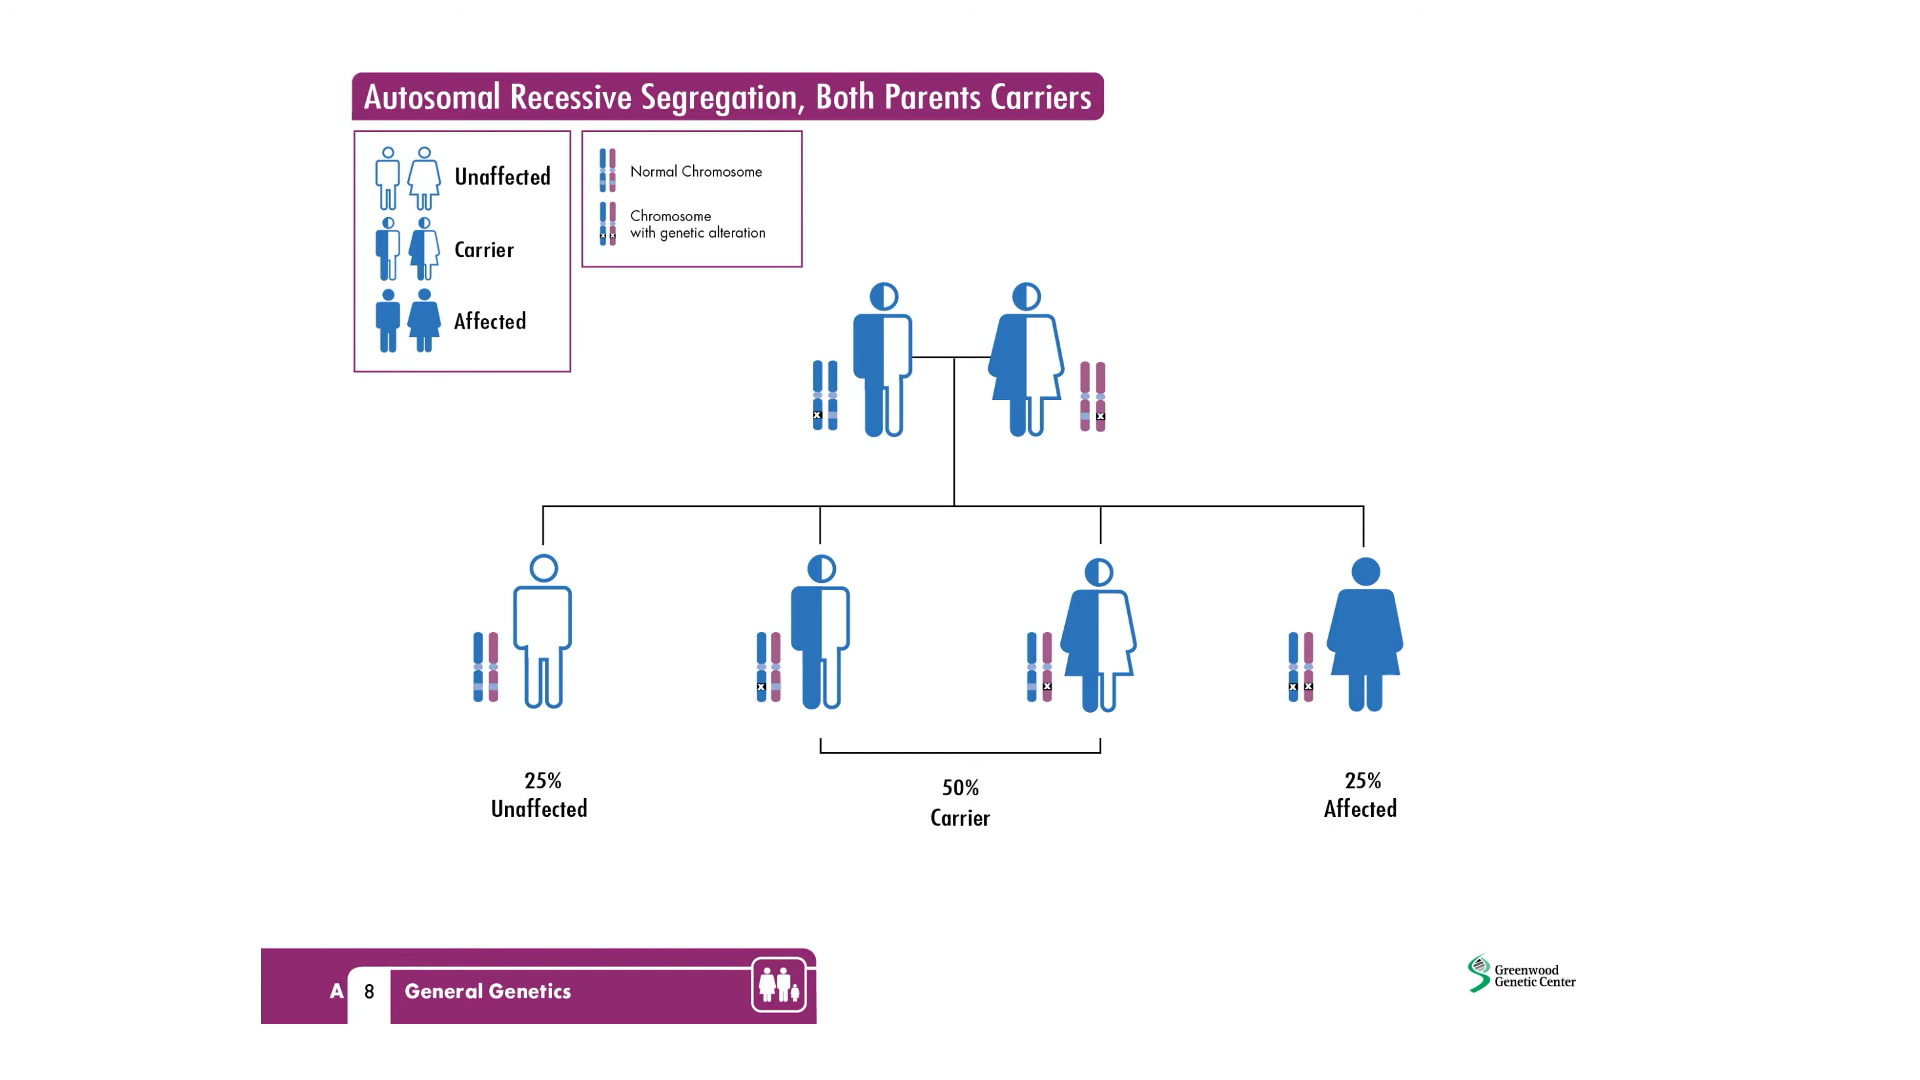 Autosomal Recessive Segregation, Both Parents Carriers
Unaffected
Carrier
Affected
Normal Chromosome
Chromosome
with genetic alteration
x
x
x
x
x
x
25%
Unaffected
50%
Carrier
25%
Affected
A 8 General Genetics
Greenwood
Genetic Center